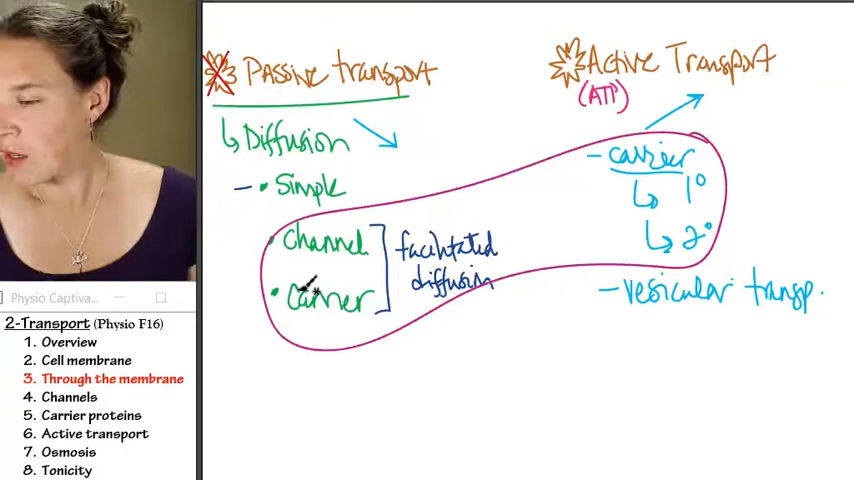 Passive transport
Diffusion
Simple
Channel
Carrier
facilitated
diffusion
Active Transport
(ATP)
- carrier
1°
2°
- vesicular transp.
Physio Captiva...
2-Transport (Physio F16)
1. Overview
2. Cell membrane
3. Through the membrane
4. Channels
5. Carrier proteins
6. Active transport
7. Osmosis
8. Tonicity